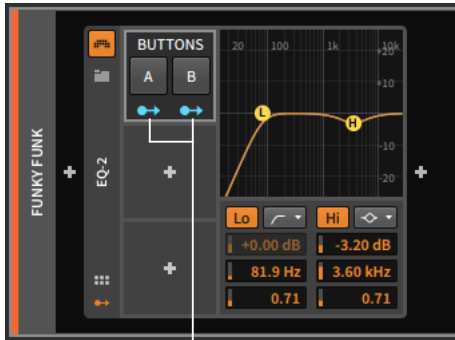 FUNKY FUNK
EQ-2
BUTTONS
A B
20 100 1k 10k
+20
+10
-10
-20
L
H
Lo Hi
+0.00 dB -3.20 dB
81.9 Hz 3.60 kHz
0.71 0.71